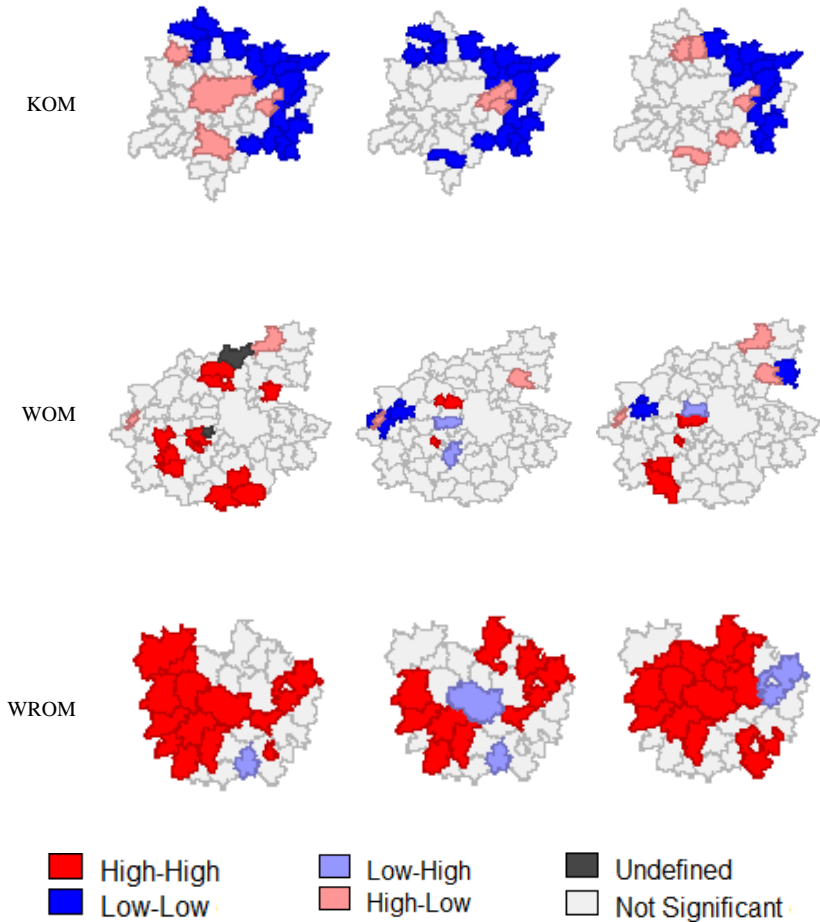 KOM
WOM
WROM
High-High
Low-High
Undefined
Low-Low
High-Low
Not Significant